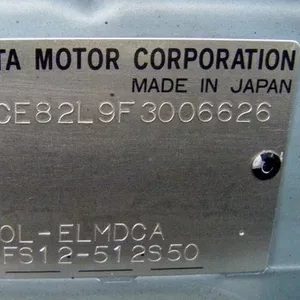 TA MOTOR CORPORATION
MADE IN JAPAN
CE82L9F3006626
OL-ELMDCA
FS12-512S50